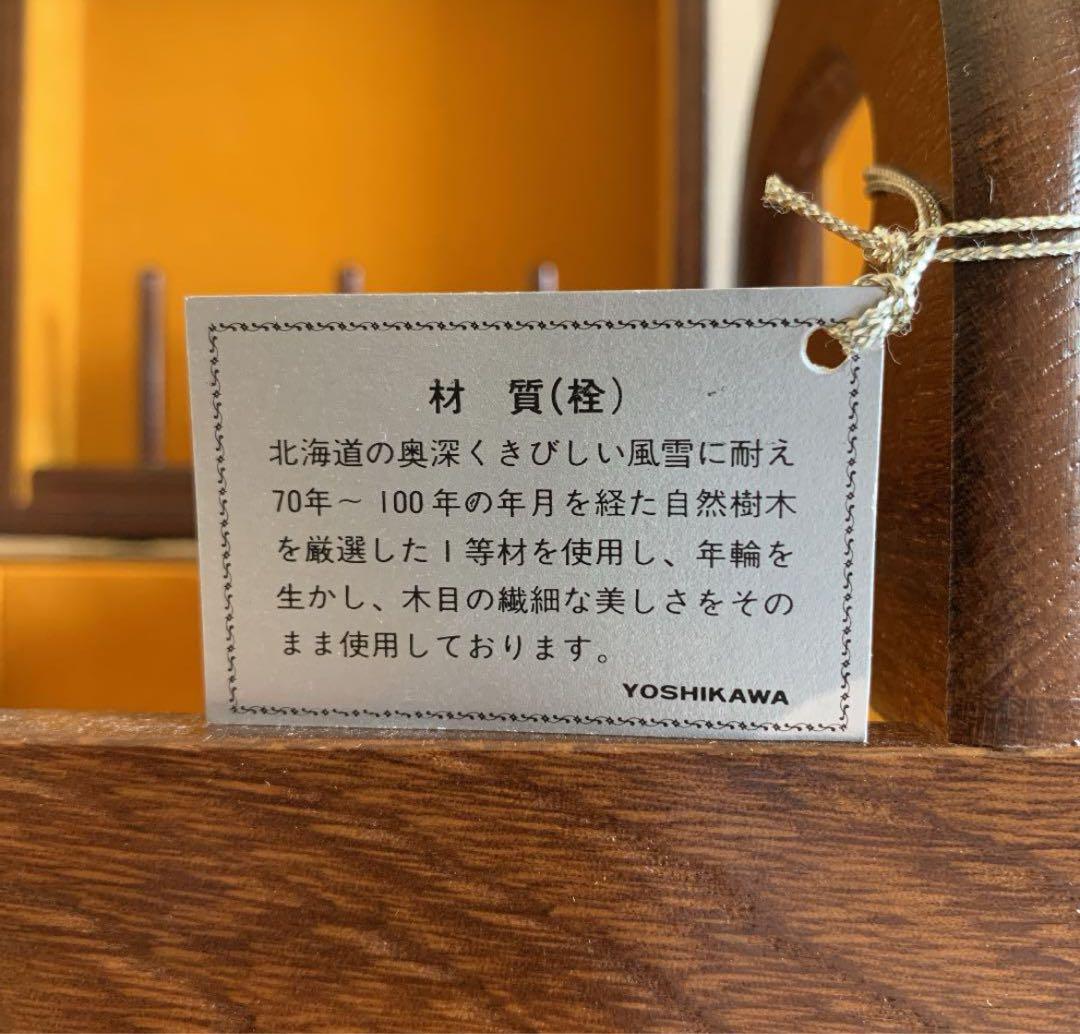 材　質(栓)
北海道の奥深くきびしい風雪に耐え
70年～100年の年月を経た自然樹木
を厳選した1等材を使用し、年輪を
生かし、木目の繊細な美しさをその
まま使用しております。
YOSHIKAWA